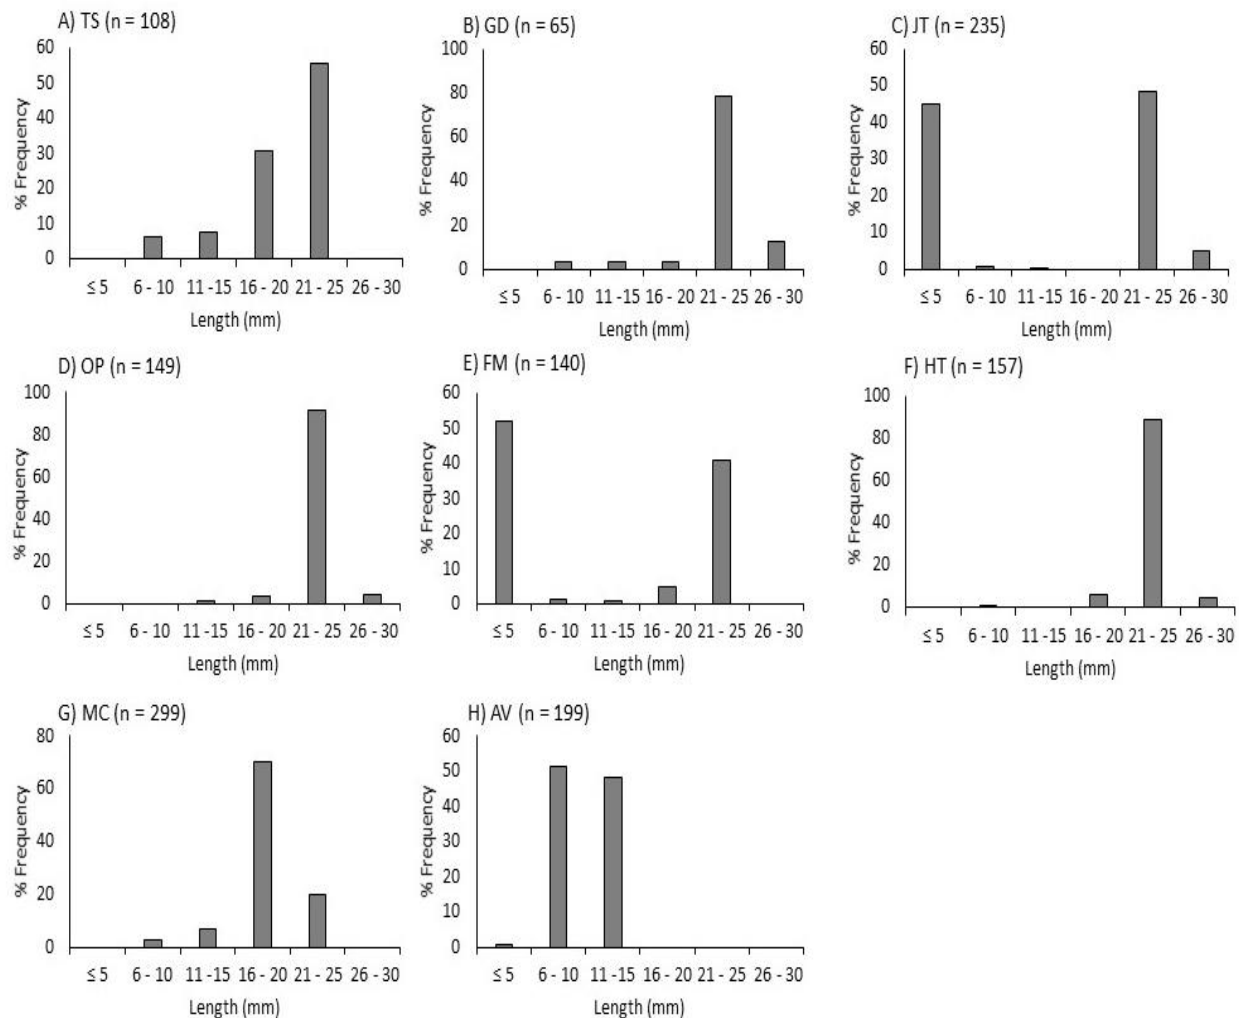 A) TS (n = 108)
60
50
40
30
20
10
0
% Frequency
≤ 5 6 - 10 11 -15 16 - 20 21 - 25 26 - 30
Length (mm)
B) GD (n = 65)
100
80
60
40
20
0
% Frequency
≤ 5 6 - 10 11 -15 16 - 20 21 - 25 26 - 30
Length (mm)
C) JT (n = 235)
60
50
40
30
20
10
0
% Frequency
≤ 5 6 - 10 11 -15 16 - 20 21 - 25 26 - 30
Length (mm)
D) OP (n = 149)
100
80
60
40
20
0
% Frequency
≤ 5 6 - 10 11 -15 16 - 20 21 - 25 26 - 30
Length (mm)
E) FM (n = 140)
60
50
40
30
20
10
0
% Frequency
≤ 5 6 - 10 11 -15 16 - 20 21 - 25 26 - 30
Length (mm)
F) HT (n = 157)
100
80
60
40
20
0
% Frequency
≤ 5 6 - 10 11 -15 16 - 20 21 - 25 26 - 30
Length (mm)
G) MC (n = 299)
80
60
40
20
0
% Frequency
≤ 5 6 - 10 11 -15 16 - 20 21 - 25 26 - 30
Length (mm)
H) AV (n = 199)
60
50
40
30
20
10
0
% Frequency
≤ 5 6 - 10 11 -15 16 - 20 21 - 25 26 - 30
Length (mm)